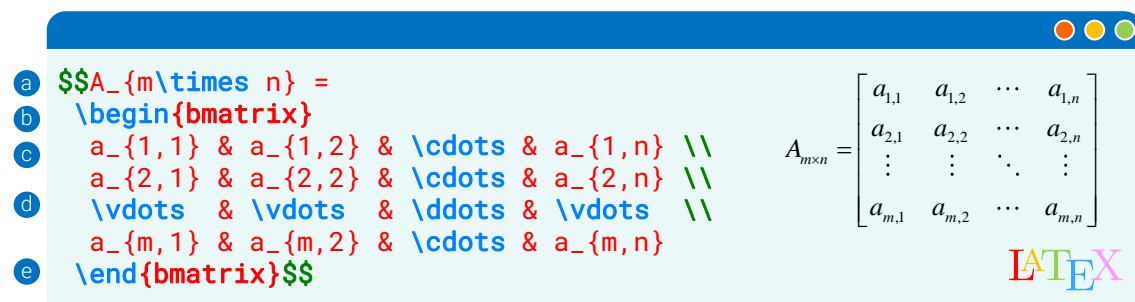 a $$A_{m\times n} =
b \begin{bmatrix}
c a_{1,1} & a_{1,2} & \cdots & a_{1,n} \\
a_{2,1} & a_{2,2} & \cdots & a_{2,n} \\
d \vdots & \vdots & \ddots & \vdots \\
a_{m,1} & a_{m,2} & \cdots & a_{m,n}
e \end{bmatrix}$$
A_{m×n} =
a_{1,1} a_{1,2} ⋯ a_{1,n}
a_{2,1} a_{2,2} ⋯ a_{2,n}
⋮ ⋮ ⋱ ⋮
a_{m,1} a_{m,2} ⋯ a_{m,n}
LATEX